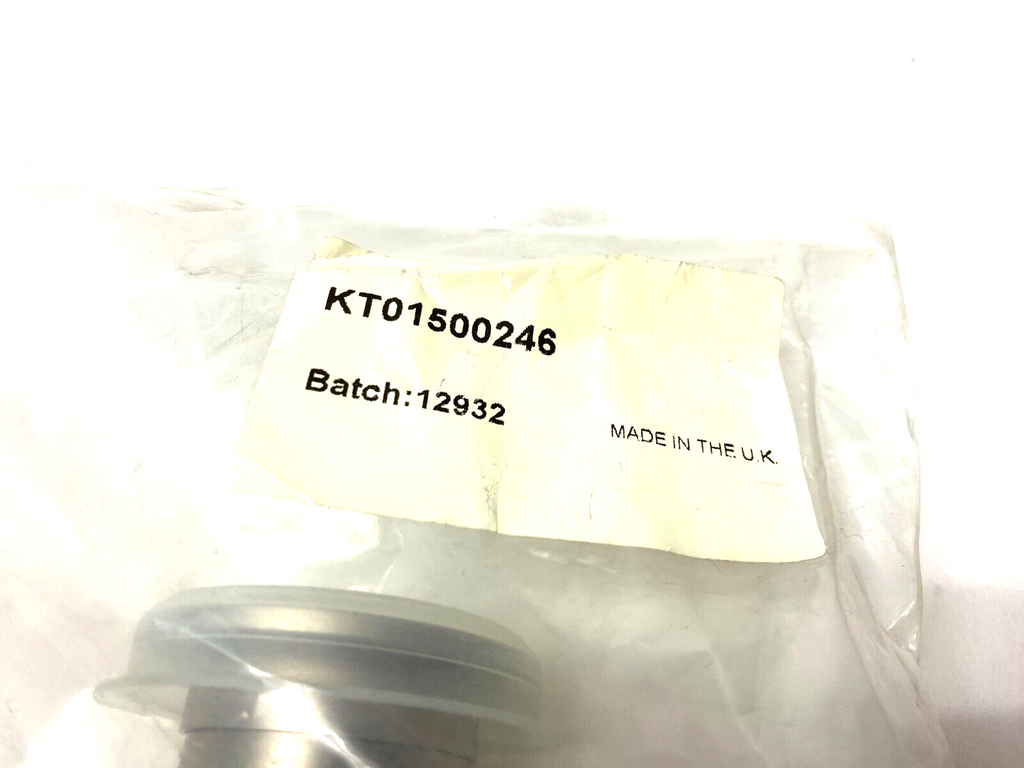 KT01500246
Batch:12932
MADE IN THE U.K.